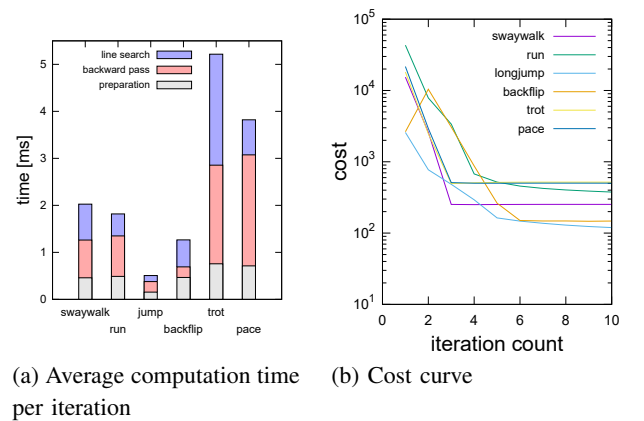 line search
backward pass
preparation
time [ms]
5
4
3
2
1
0
swaywalk
jump
trot
run
backflip
pace
(a) Average computation time
per iteration
swaywalk
run
longjump
backflip
trot
pace
cost
10^5
10^4
10^3
10^2
10^1
0 2 4 6 8 10
iteration count
(b) Cost curve